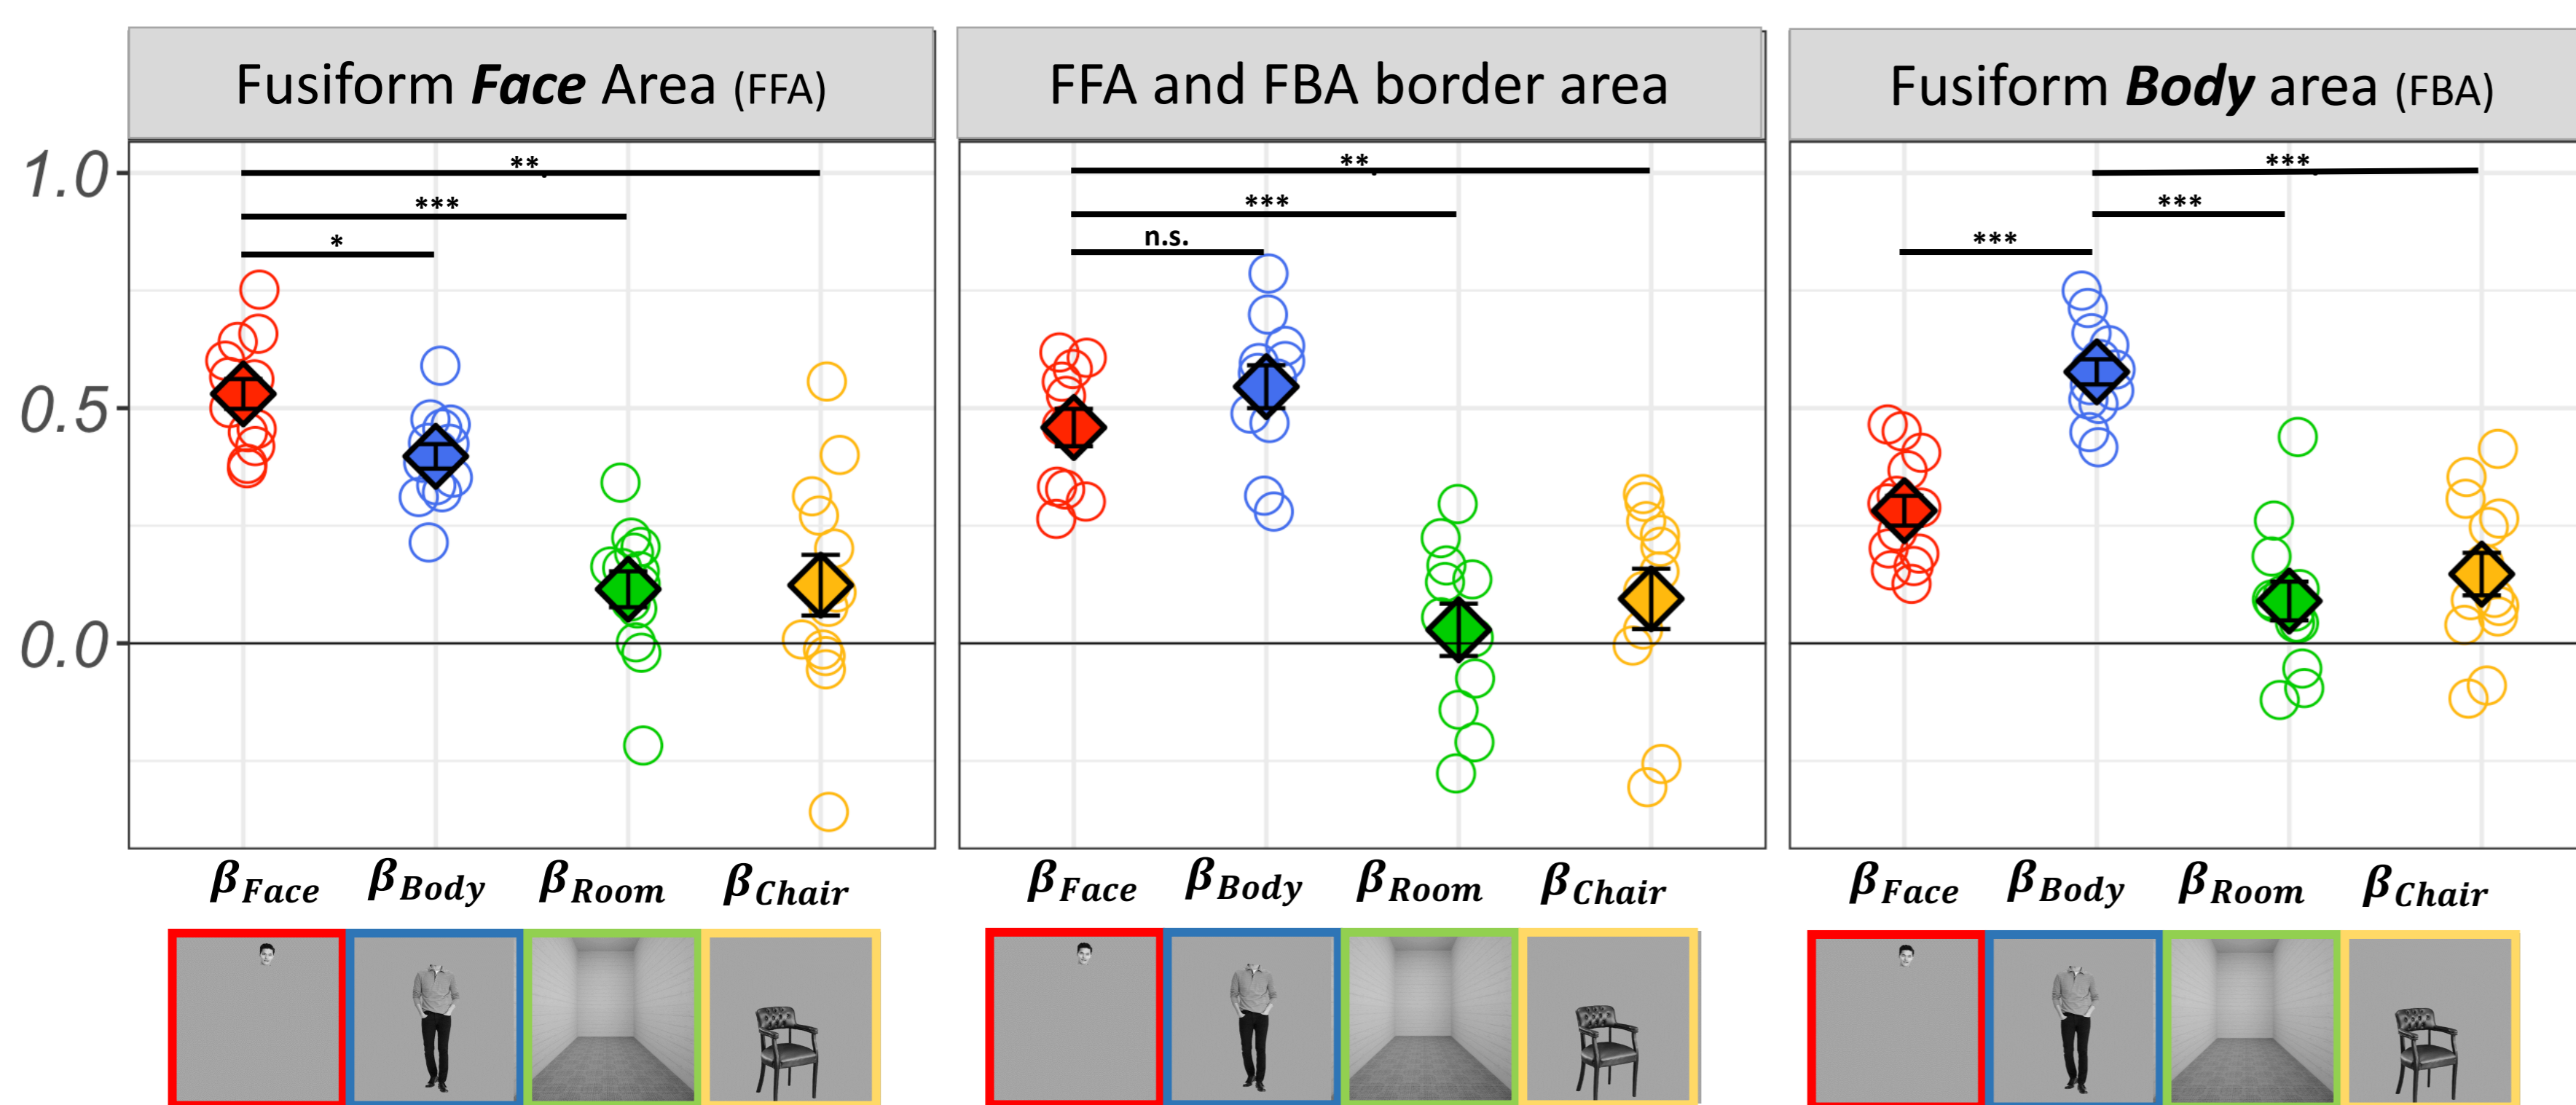 Fusiform Face Area (FFA)
FFA and FBA border area
Fusiform Body area (FBA)
1.0
0.5
0.0
**
***
*
**
***
n.s.
***
***
***
βFace βBody βRoom βChair
βFace βBody βRoom βChair
βFace βBody βRoom βChair